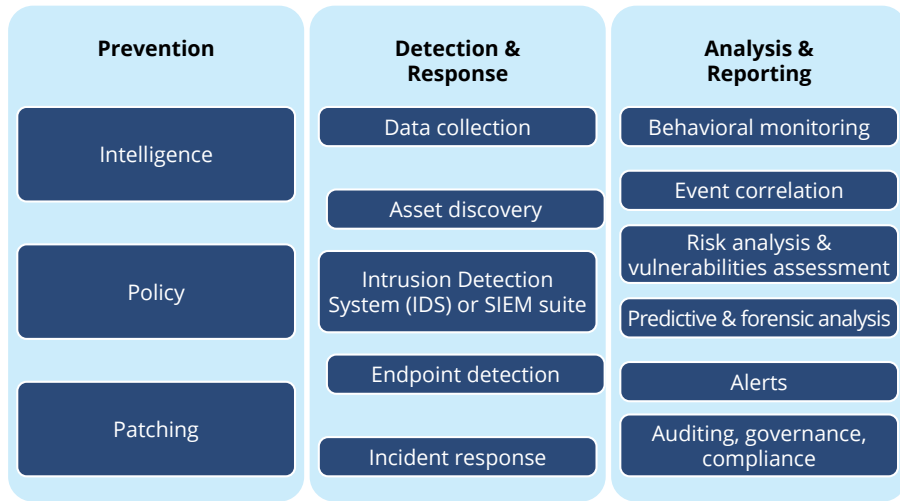 Prevention
Intelligence
Policy
Patching
Detection &
Response
Data collection
Asset discovery
Intrusion Detection
System (IDS) or SIEM suite
Endpoint detection
Incident response
Analysis &
Reporting
Behavioral monitoring
Event correlation
Risk analysis &
vulnerabilities assessment
Predictive & forensic analysis
Alerts
Auditing, governance,
compliance